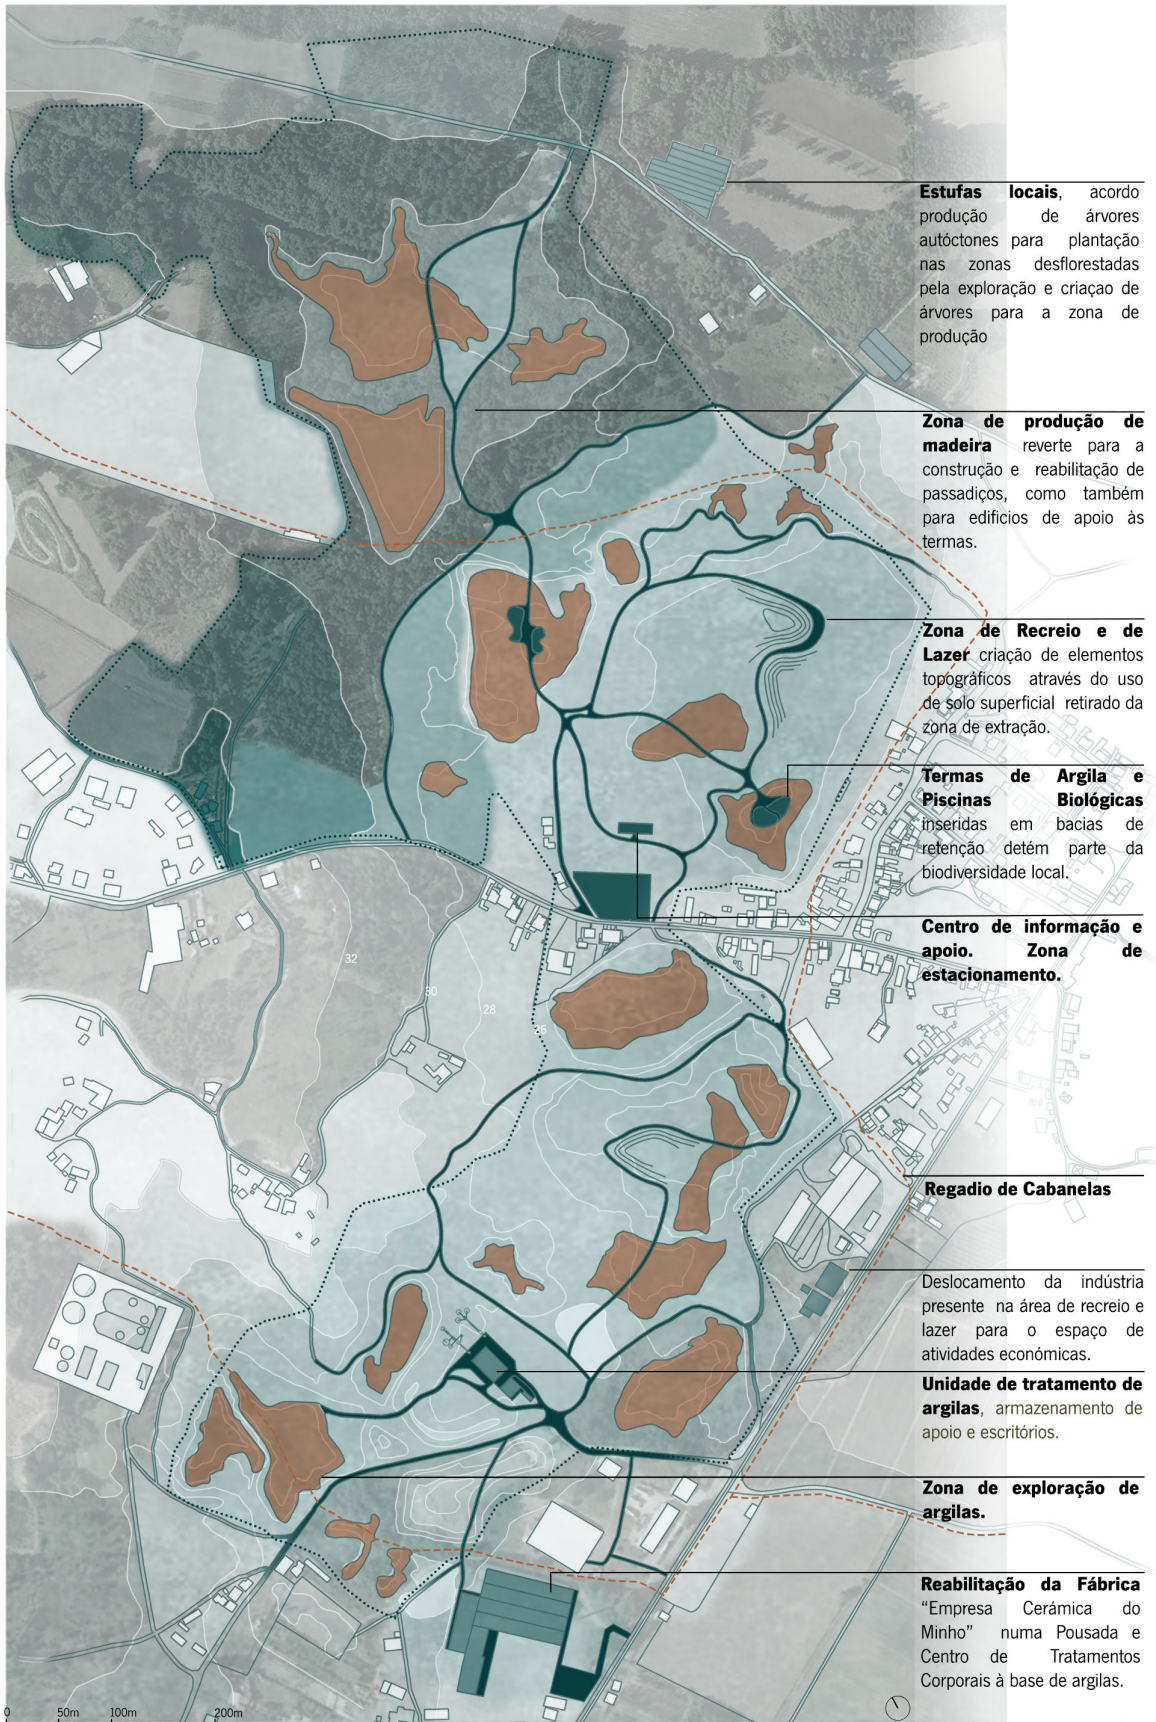 Estufas locais, acordo
produção de árvores
autóctones para plantação
nas zonas desflorestadas
pela exploração e criaçao de
árvores para a zona de
produção
Zona de produção de
madeira reverte para a
construção e reabilitação de
passadiços, como também
para edificios de apoio às
termas.
Zona de Recreio e de
Lazer criação de elementos
topográficos através do uso
de solo superficial retirado da
zona de extração.
Termas de Argila e
Piscinas Biológicas
inseridas em bacias de
retenção detém parte da
biodiversidade local.
Centro de informação e
apoio. Zona de
estacionamento.
32
30
28
26
Regadio de Cabanelas
Deslocamento da indústria
presente na área de recreio e
lazer para o espaço de
atividades económicas.
Unidade de tratamento de
argilas, armazenamento de
apoio e escritórios.
Zona de exploração de
argilas.
Reabilitação da Fábrica
“Empresa Cerámica do
Minho” numa Pousada e
Centro de Tratamentos
Corporais à base de argilas.
0 50m 100m 200m